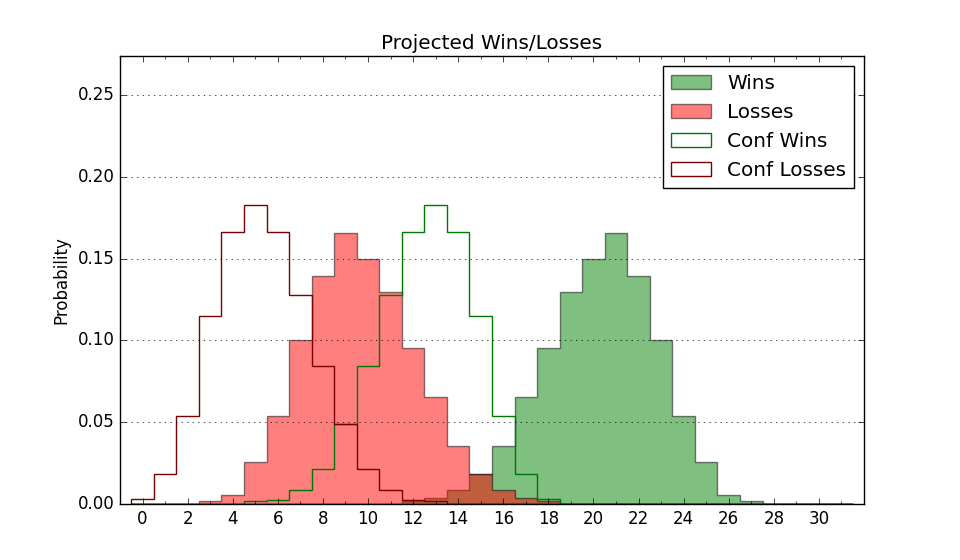 Projected Wins/Losses
Wins
Losses
Conf Wins
Conf Losses
Probability
0.25
0.20
0.15
0.10
0.05
0.00
0 2 4 6 8 10 12 14 16 18 20 22 24 26 28 30